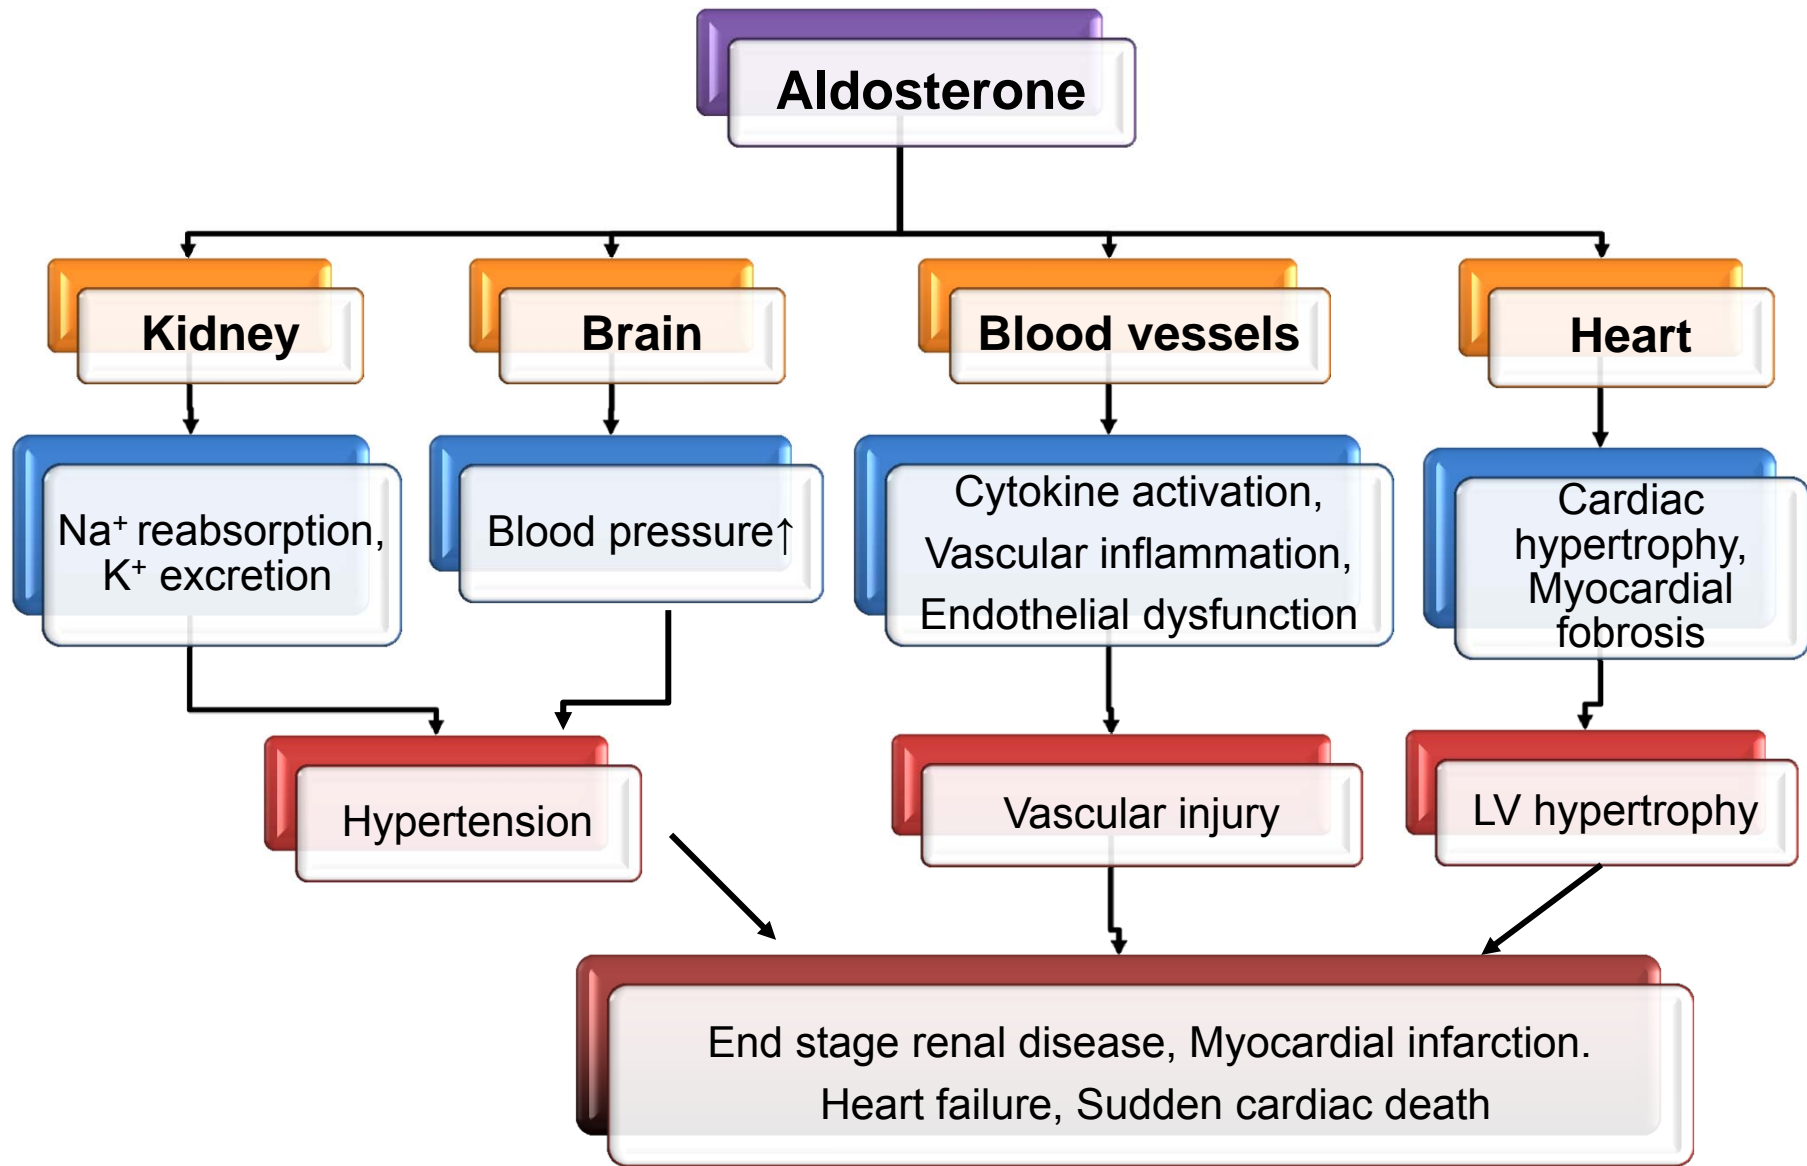 Aldosterone
Kidney
Brain
Blood vessels
Heart
Na⁺ reabsorption,
K⁺ excretion
Blood pressure↑
Cytokine activation,
Vascular inflammation,
Endothelial dysfunction
Cardiac
hypertrophy,
Myocardial
fobrosis
Hypertension
Vascular injury
LV hypertrophy
End stage renal disease, Myocardial infarction.
Heart failure, Sudden cardiac death